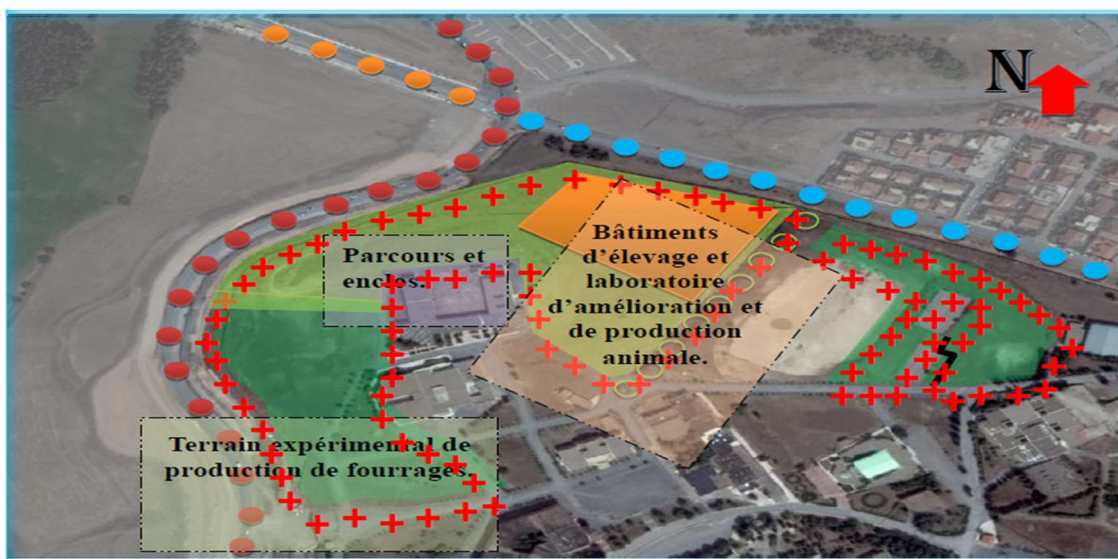 N
Parcours et
enclos.
Bâtiments
d’élevage et
laboratoire
d’amélioration et
de production
animale.
Terrain expérimental de
production de fourrages.